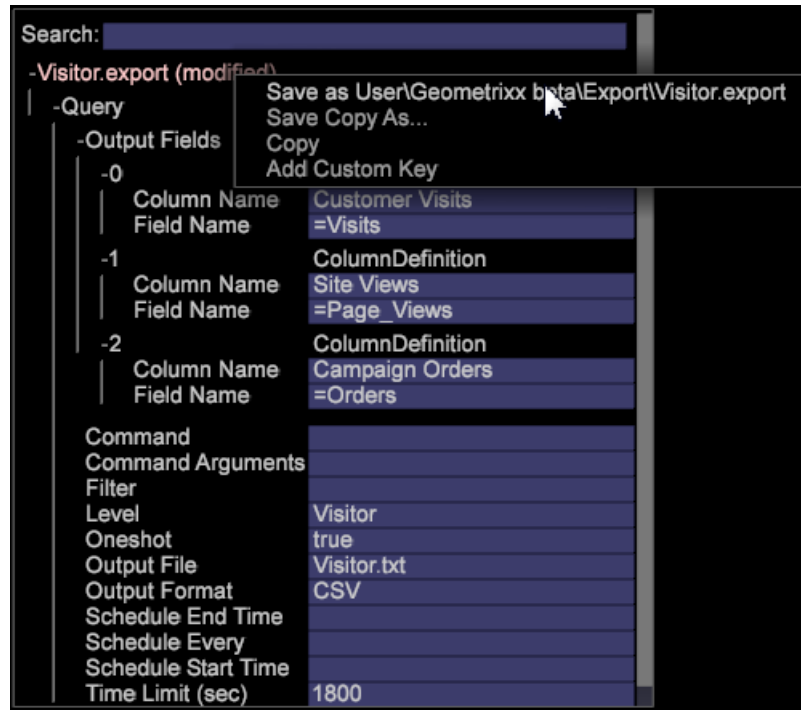 Search:
-Visitor.export (modified)
Save as User\Geometrixx beta\Export\Visitor.export
-Query
Save Copy As...
-Output Fields
Copy
-0
Add Custom Key
Column Name Customer Visits
Field Name =Visits
-1 ColumnDefinition
Column Name Site Views
Field Name =Page_Views
-2 ColumnDefinition
Column Name Campaign Orders
Field Name =Orders
Command
Command Arguments
Filter
Level Visitor
Oneshot true
Output File Visitor.txt
Output Format CSV
Schedule End Time
Schedule Every
Schedule Start Time
Time Limit (sec) 1800